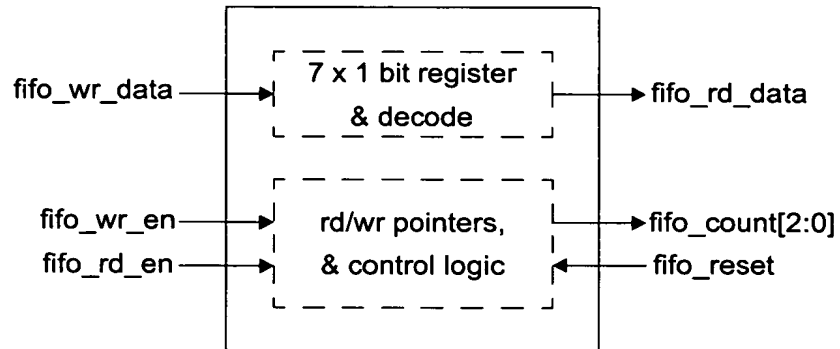 7 x 1 bit register
& decode
fifo_wr_data
fifo_rd_data
fifo_wr_en
fifo_rd_en
rd/wr pointers,
& control logic
fifo_count[2:0]
fifo_reset